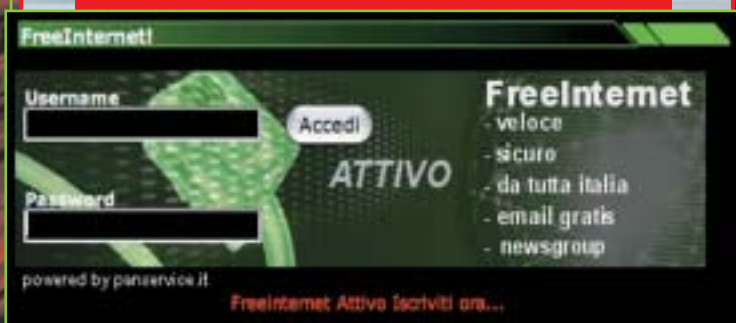 FreeInternet!
Username
Accedi
ATTIVO
Password
FreeInternet
- veloce
- sicuro
- da tutta italia
- email gratis
- newsgroup
powered by panservice.it
FreeInternet Attivo Iscriviti ora...